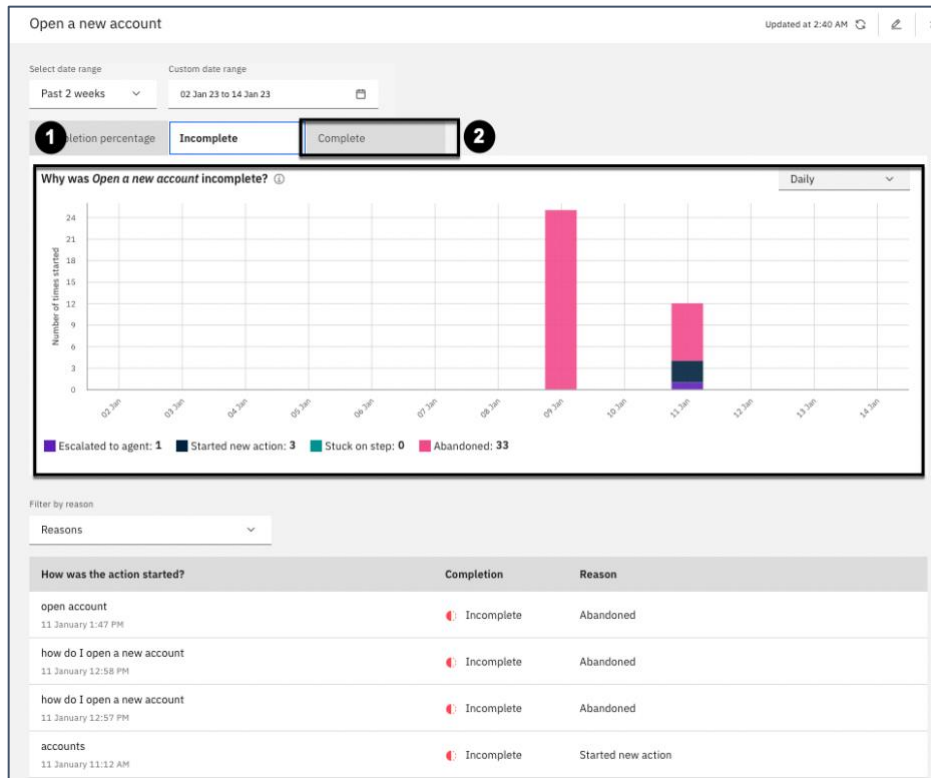 Open a new account
Updated at 2:40 AM
Select date range
Custom date range
Past 2 weeks
02 Jan 23 to 14 Jan 23
1
pletion percentage
Incomplete
Complete
2
Why was Open a new account incomplete?
Daily
Number of times started
24
21
18
15
12
9
6
3
0
02 Jan
03 Jan
04 Jan
05 Jan
06 Jan
07 Jan
08 Jan
09 Jan
10 Jan
11 Jan
12 Jan
13 Jan
14 Jan
Escalated to agent: 1
Started new action: 3
Stuck on step: 0
Abandoned: 33
Filter by reason
Reasons
How was the action started?
Completion
Reason
open account
11 January 1:47 PM
Incomplete
Abandoned
how do I open a new account
11 January 12:58 PM
Incomplete
Abandoned
how do I open a new account
11 January 12:57 PM
Incomplete
Abandoned
accounts
11 January 11:12 AM
Incomplete
Started new action